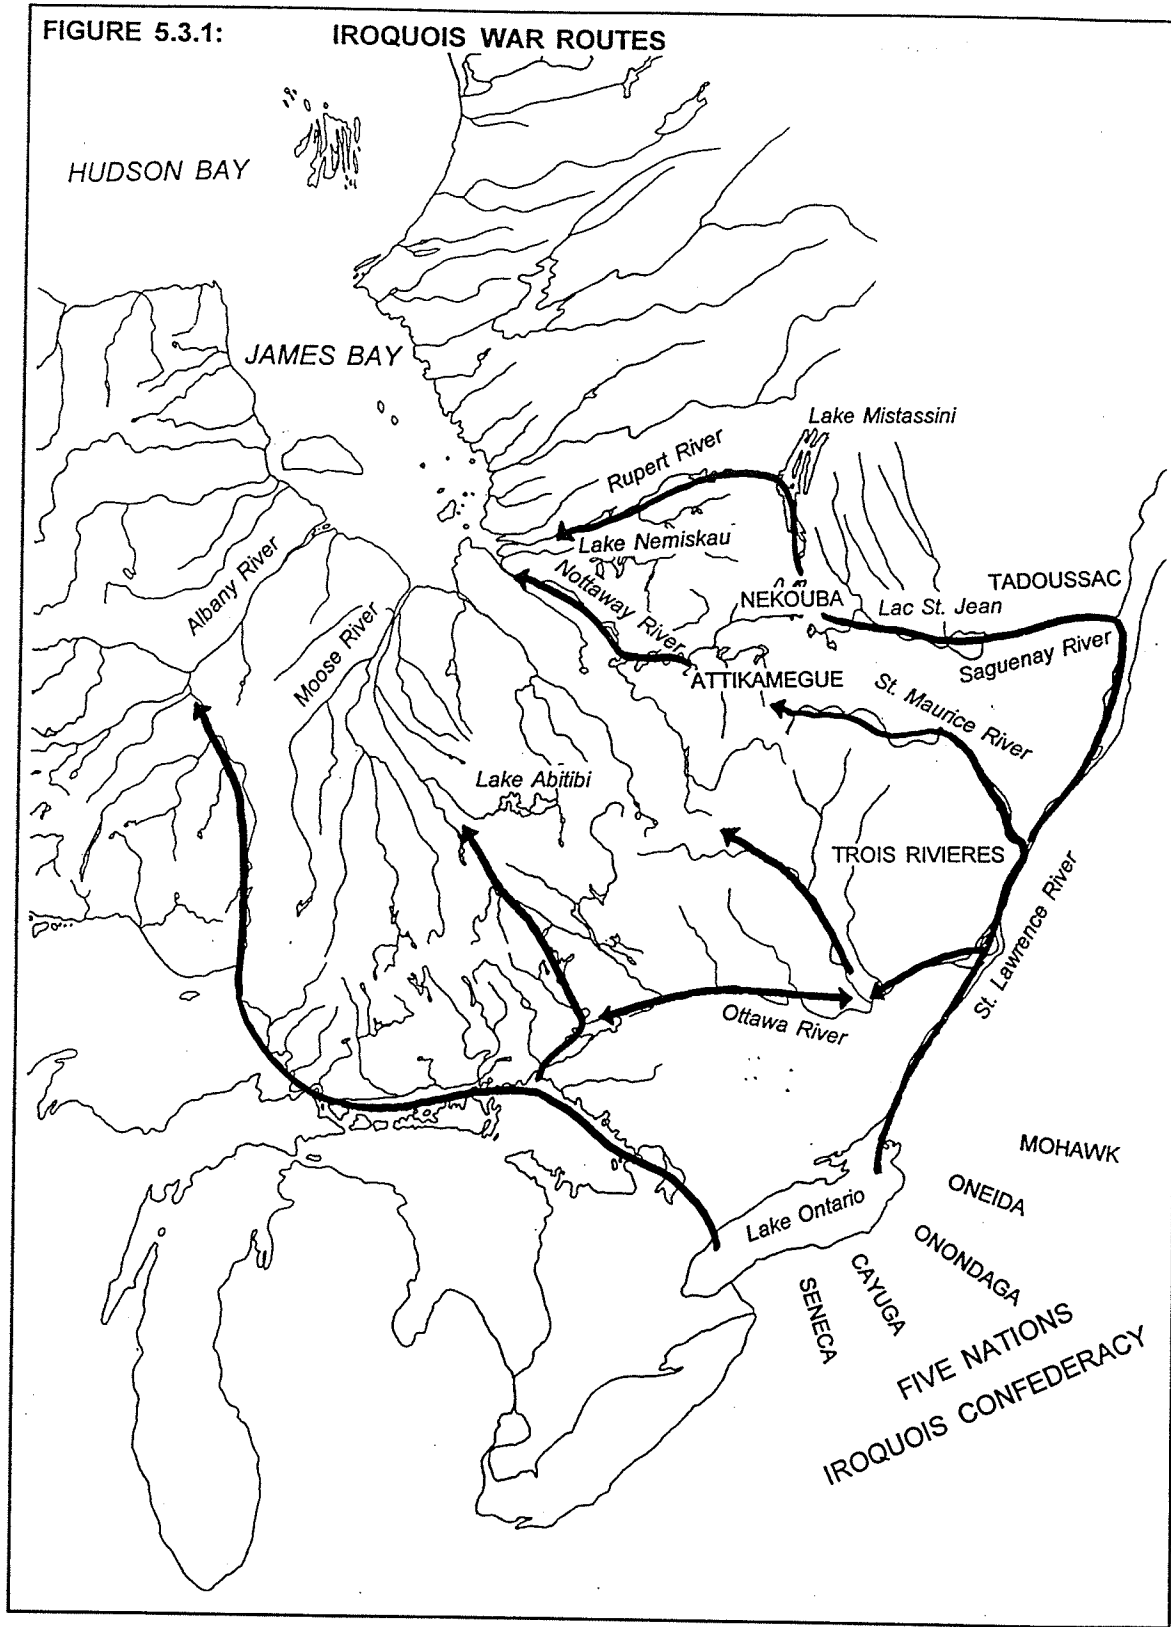 FIGURE 5.3.1: IROQUOIS WAR ROUTES
HUDSON BAY
JAMES BAY
Lake Mistassini
Rupert River
Lake Nemiskau
Nottaway River
NEKOUBA
Lac St. Jean
TADOUSSAC
Saguenay River
Albany River
Moose River
ATTIKAMEGUE
St. Maurice River
Lake Abitibi
TROIS RIVIERES
St. Lawrence River
Ottawa River
Lake Ontario
MOHAWK
ONEIDA
ONONDAGA
CAYUGA
SENECA
FIVE NATIONS
IROQUOIS CONFEDERACY